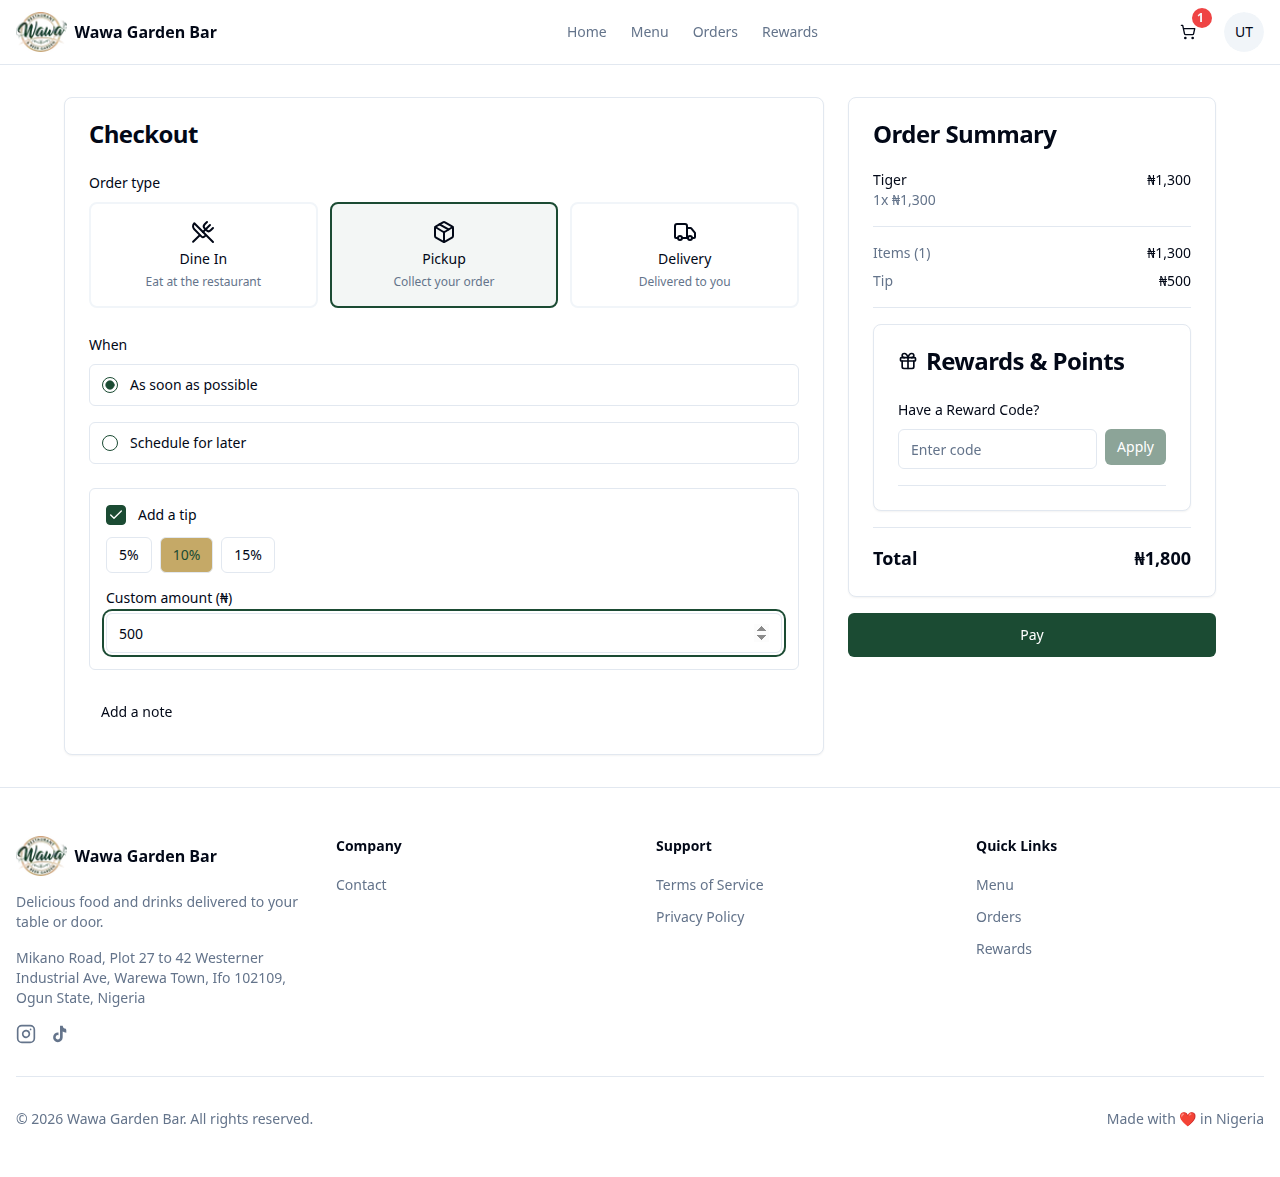 Wawa
Wawa Garden Bar
Home
Menu
Orders
Rewards
1
UT
Checkout
Order type
Dine In
Eat at the restaurant
Pickup
Collect your order
Delivery
Delivered to you
When
As soon as possible
Schedule for later
Add a tip
5%
10%
15%
Custom amount (₦)
500
Add a note
Order Summary
Tiger ₦1,300
1x ₦1,300
Items (1) ₦1,300
Tip ₦500
Rewards & Points
Have a Reward Code?
Enter code
Apply
Total ₦1,800
Pay
Wawa
Wawa Garden Bar
Delicious food and drinks delivered to your
table or door.
Mikano Road, Plot 27 to 42 Westerner
Industrial Ave, Warewa Town, Ifo 102109,
Ogun State, Nigeria
Company
Contact
Support
Terms of Service
Privacy Policy
Quick Links
Menu
Orders
Rewards
© 2026 Wawa Garden Bar. All rights reserved.
Made with ❤️ in Nigeria